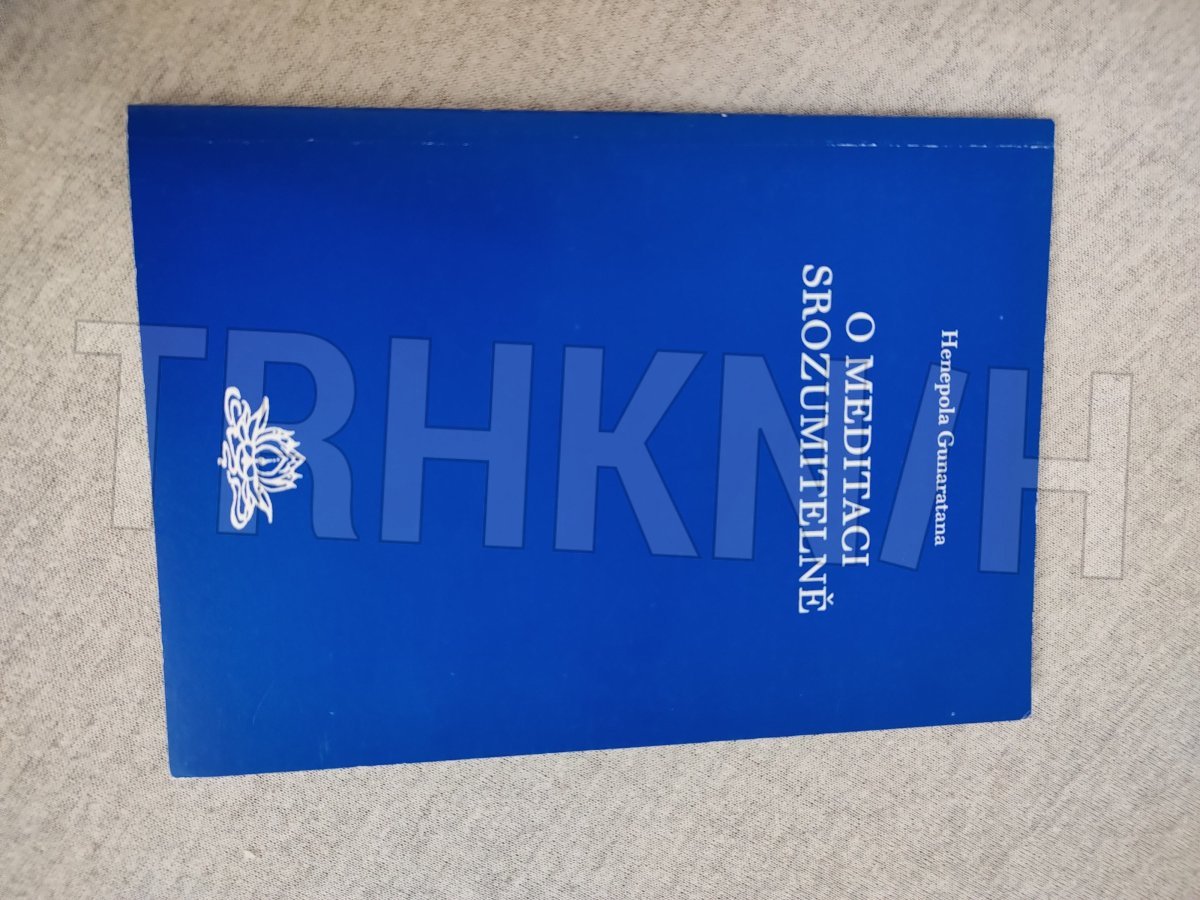 Henepola Gunaratana
O MEDITACI
SROZUMITELNĚ
TRHKNIH